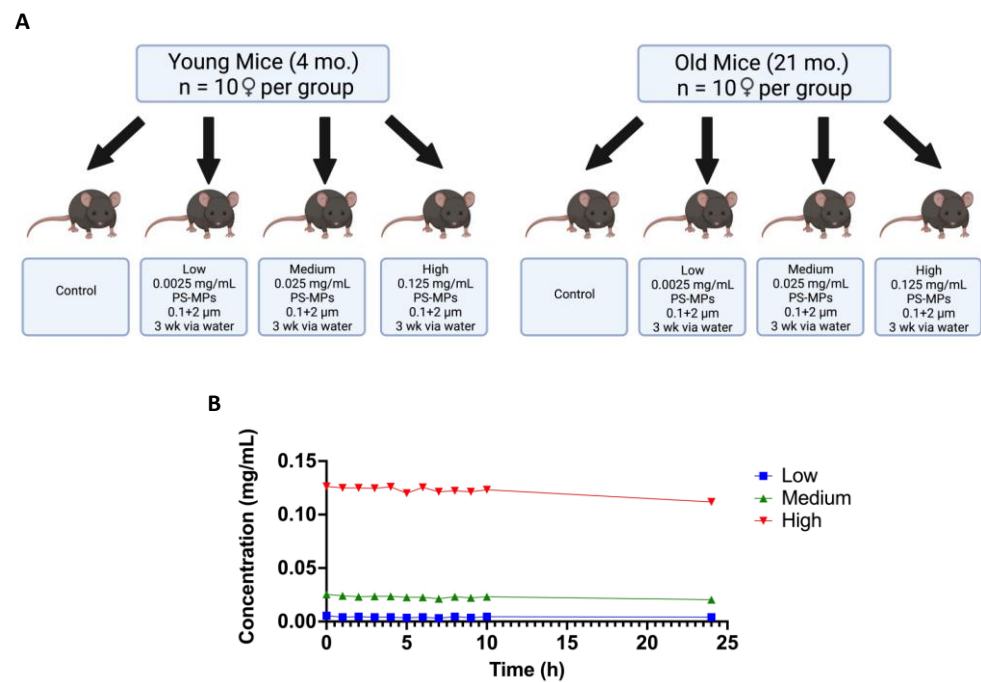 A
Young Mice (4 mo.)
n = 10♀ per group
Old Mice (21 mo.)
n = 10♀ per group
Control
Low
0.0025 mg/mL
PS-MPs
0.1+2 µm
3 wk via water
Medium
0.025 mg/mL
PS-MPs
0.1+2 µm
3 wk via water
High
0.125 mg/mL
PS-MPs
0.1+2 µm
3 wk via water
Control
Low
0.0025 mg/mL
PS-MPs
0.1+2 µm
3 wk via water
Medium
0.025 mg/mL
PS-MPs
0.1+2 µm
3 wk via water
High
0.125 mg/mL
PS-MPs
0.1+2 µm
3 wk via water
B
Concentration (mg/mL)
0.15
0.10
0.05
0.00
0 5 10 15 20 25
Time (h)
Low
Medium
High